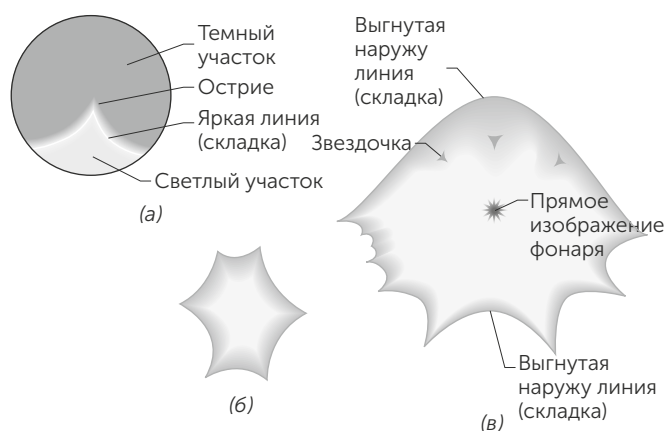 Темный
участок
Острие
Яркая линия
(складка)
Светлый участок
(а)
(б)
Выгнутая
наружу
линия
(складка)
Звездочка
Прямое
изображение
фонаря
Выгнутая
наружу линия
(складка)
(в)